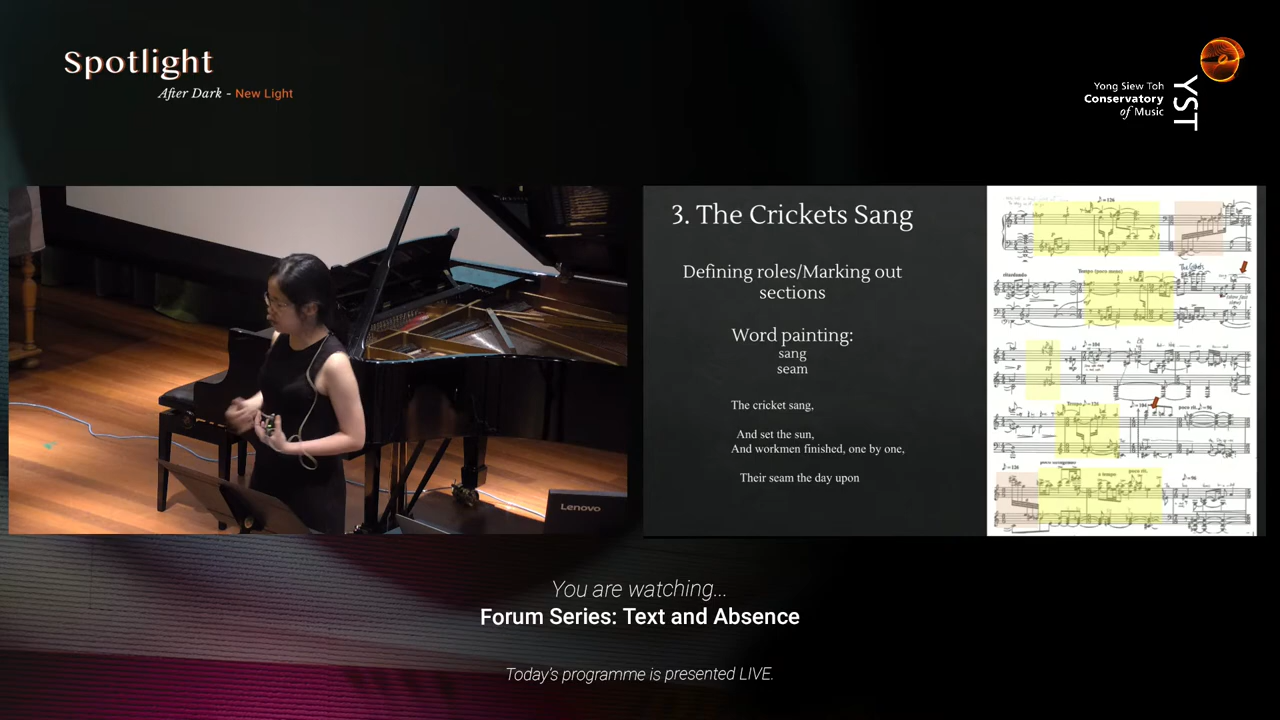 Spotlight
After Dark - New Light
Yong Siew Toh
Conservatory
of Music
YST
Lenovo
3. The Crickets Sang
Defining roles/Marking out
sections
Word painting:
sang
seam
The cricket sang,
And set the sun,
And workmen finished, one by one,
Their seam the day upon
ritardando
Tempo (poco meno)
You are watching...
Forum Series: Text and Absence
Today's programme is presented LIVE.